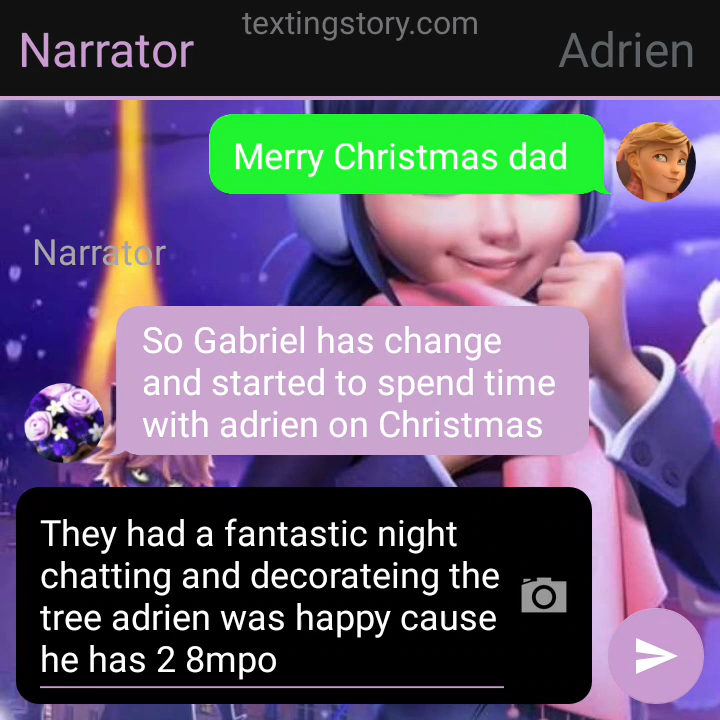 textingstory.com
Narrator
Adrien
Merry Christmas dad
Narrator
So Gabriel has change
and started to spend time
with adrien on Christmas
They had a fantastic night
chatting and decorateing the
tree adrien was happy cause
he has 2 8mpo